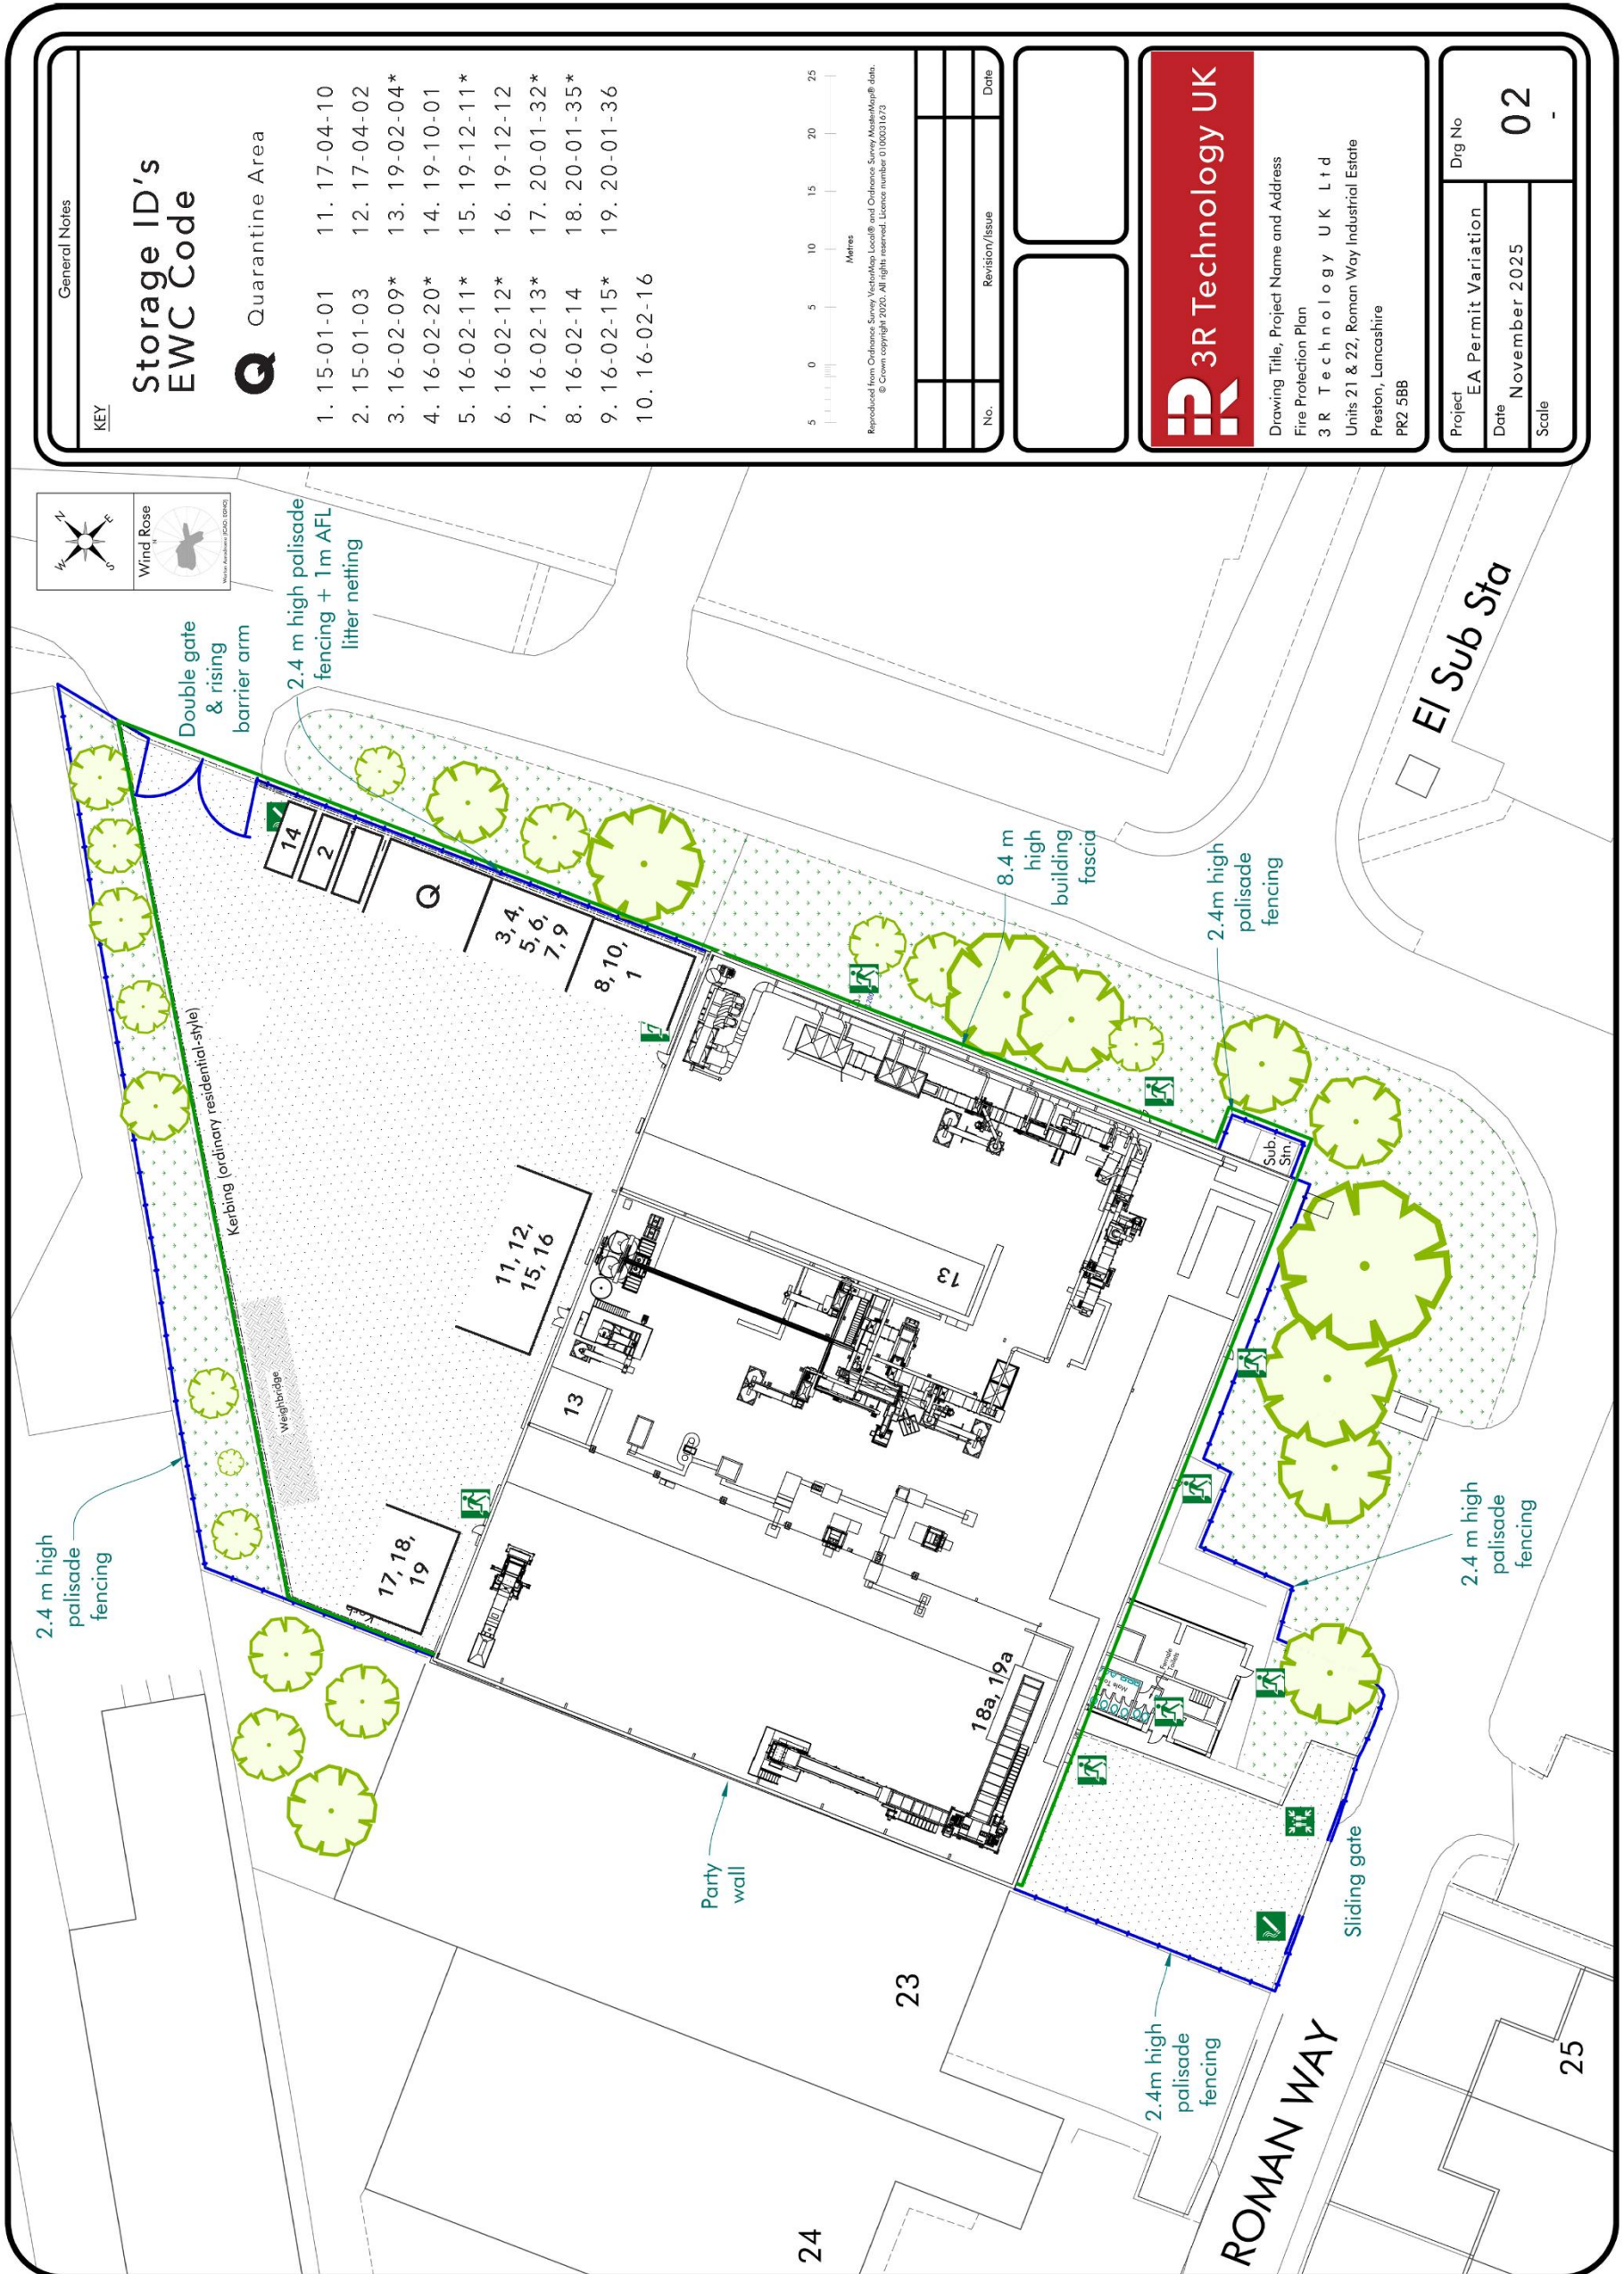 General Notes
KEY
Storage ID's
EWC Code
Q Quarantine Area
1. 15-01-01
2. 15-01-03
3. 16-02-09*
4. 16-02-20*
5. 16-02-11*
6. 16-02-12*
7. 16-02-13*
8. 16-02-14
9. 16-02-15*
10. 16-02-16
11. 17-04-10
12. 17-04-02
13. 19-02-04*
14. 19-10-01
15. 19-12-11*
16. 19-12-12
17. 20-01-32*
18. 20-01-35*
19. 20-01-36
5 0 5 10 15 20 25
Metres
Reproduced from Ordnance Survey VectorMap Local® and Ordnance Survey MasterMap® data.
© Crown copyright 2020. All rights reserved. Licence number 0100031673
No. Revision/Issue Date
3R Technology UK
Drawing Title, Project Name and Address
Fire Protection Plan
3R Technology UK Ltd
Units 21 & 22, Roman Way Industrial Estate
Preston, Lancashire
PR2 5BB
Project
EA Permit Variation
Date
November 2025
Scale
Drg No
02
-
N
E
S
W
Wind Rose
Double gate
& rising
barrier arm
2.4 m high palisade
fencing + 1m AFL
litter netting
14
2
Q
3, 4,
5, 6,
7, 9
8, 10,
1
Kerbing (ordinary residential-style)
Weighbridge
11, 12,
15, 16
17, 18,
19
Kerb
2.4 m high
palisade
fencing
13
13
18a, 19a
8.4 m
high
building
fascia
2.4m high
palisade
fencing
Sub.
Stn.
El Sub Sta
Male
Female
Toilets
2.4 m high
palisade
fencing
Party
wall
Sliding gate
2.4m high
palisade
fencing
23
24
25
ROMAN WAY